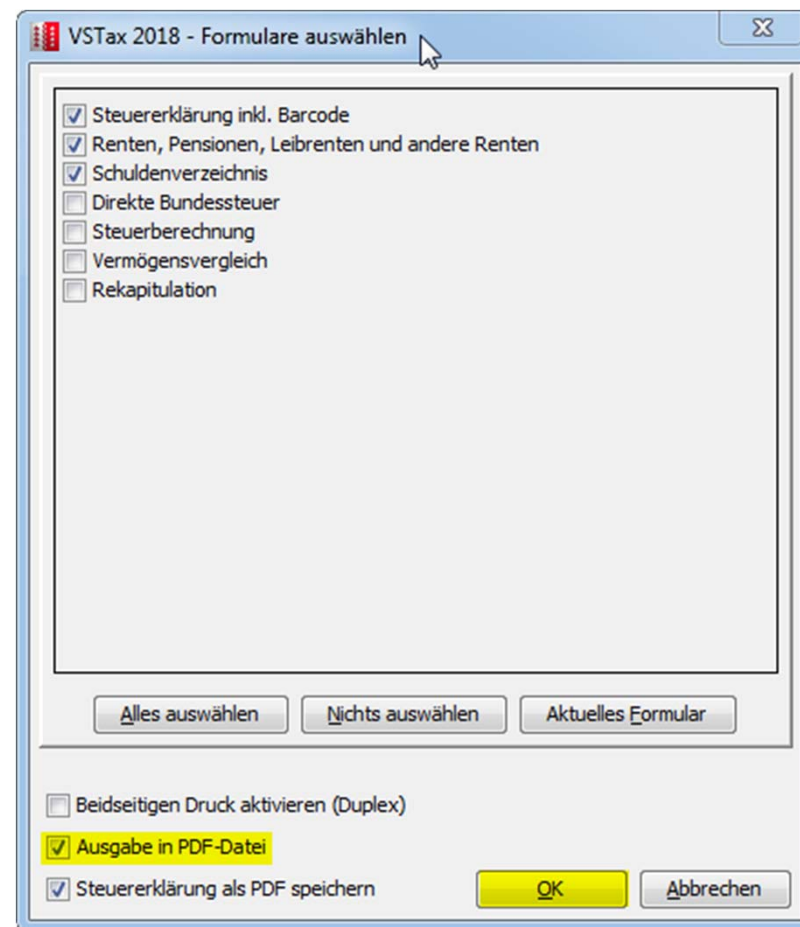 VSTax 2018 - Formulare auswählen
Steuererklärung inkl. Barcode
Renten, Pensionen, Leibrenten und andere Renten
Schuldenverzeichnis
Direkte Bundessteuer
Steuerberechnung
Vermögensvergleich
Rekapitulation
Alles auswählen Nichts auswählen Aktuelles Formular
Beidseitigen Druck aktivieren (Duplex)
Ausgabe in PDF-Datei
Steuererklärung als PDF speichern OK Abbrechen